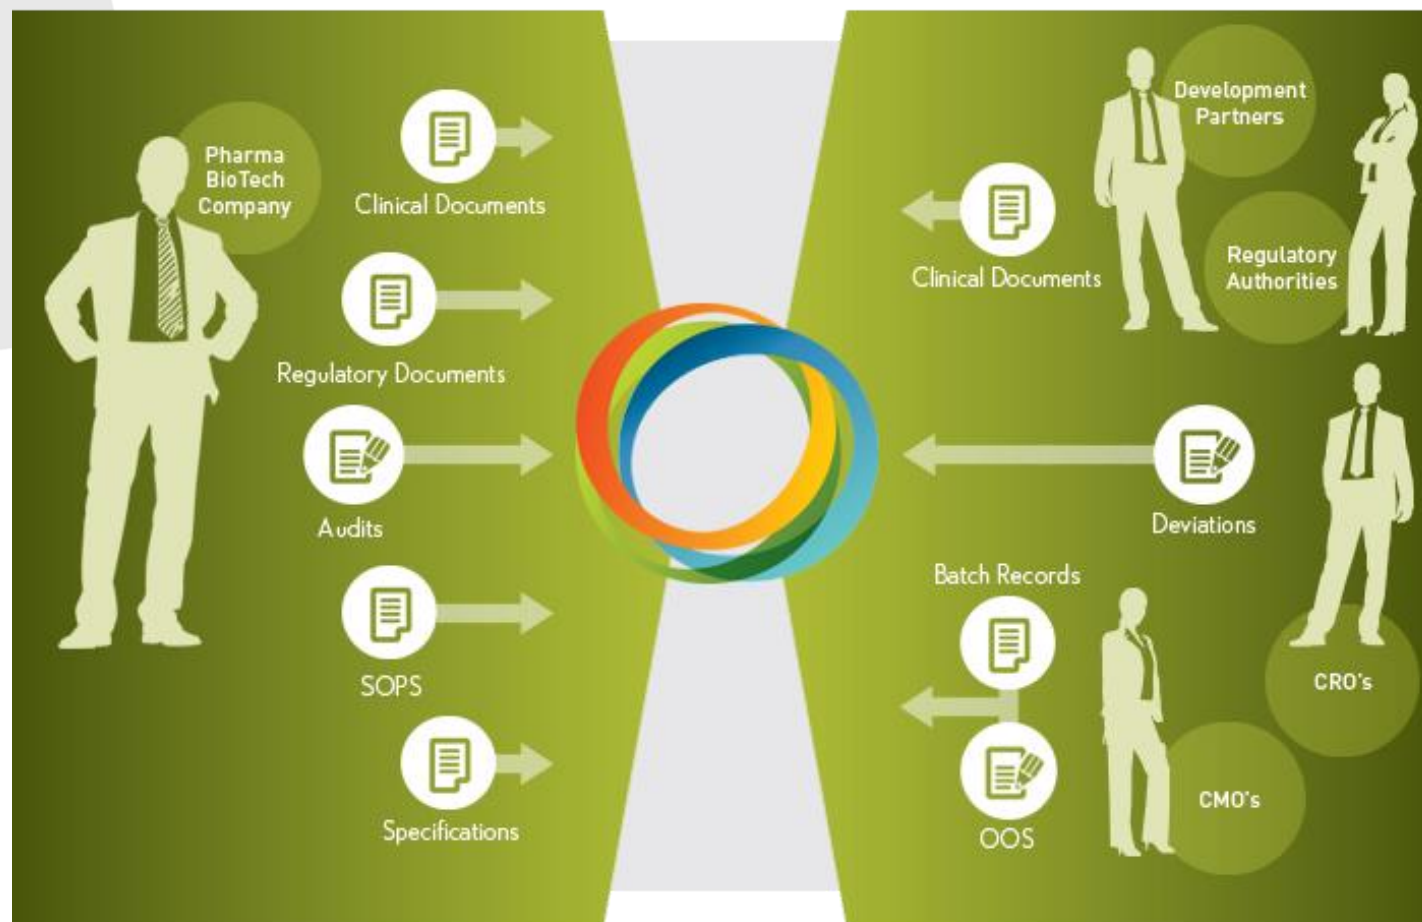 Pharma
BioTech
Company
Clinical Documents
Regulatory Documents
Audits
SOPS
Specifications
Development
Partners
Regulatory
Authorities
Clinical Documents
Deviations
Batch Records
OOS
CRO's
CMO's